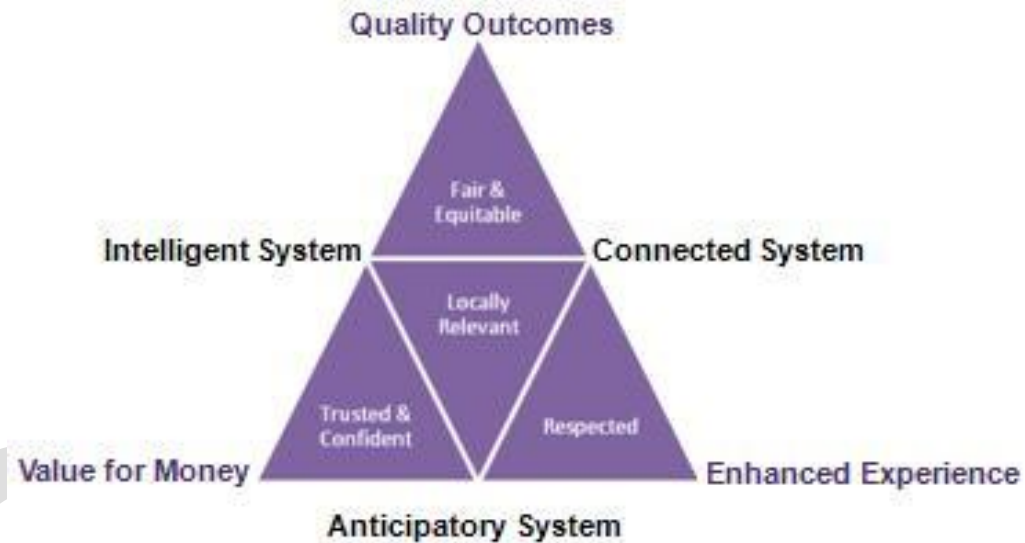 Quality Outcomes
Fair &
Equitable
Intelligent System
Connected System
Locally
Relevant
Trusted &
Confident
Respected
Value for Money
Enhanced Experience
Anticipatory System